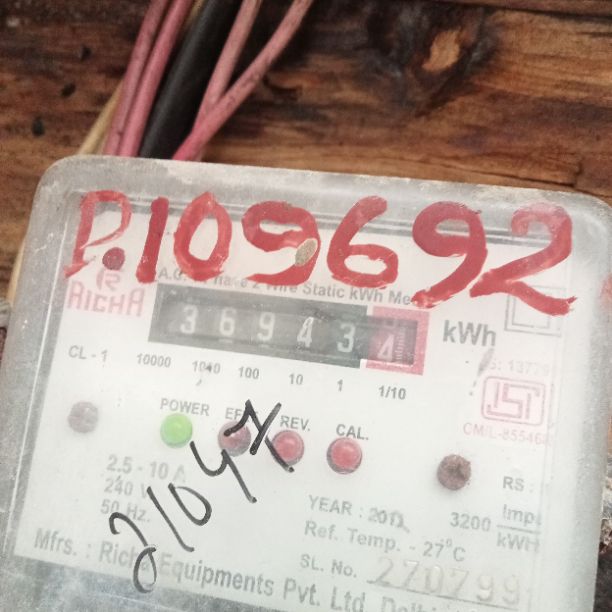 P.109692
RICHA
Static kWh
3 6 9 4 3 4
kWh
CL - 1
10000 1000 100 10 1 1/10
POWER
REV.
CAL.
2.5 - 10 A
240 V
50 Hz.
21047
YEAR : 2012
3200 Imp
kWh
RS :
Ref. Temp. - 27°C
SL. No. 270799
Mfrs. : Richa Equipments Pvt. Ltd.